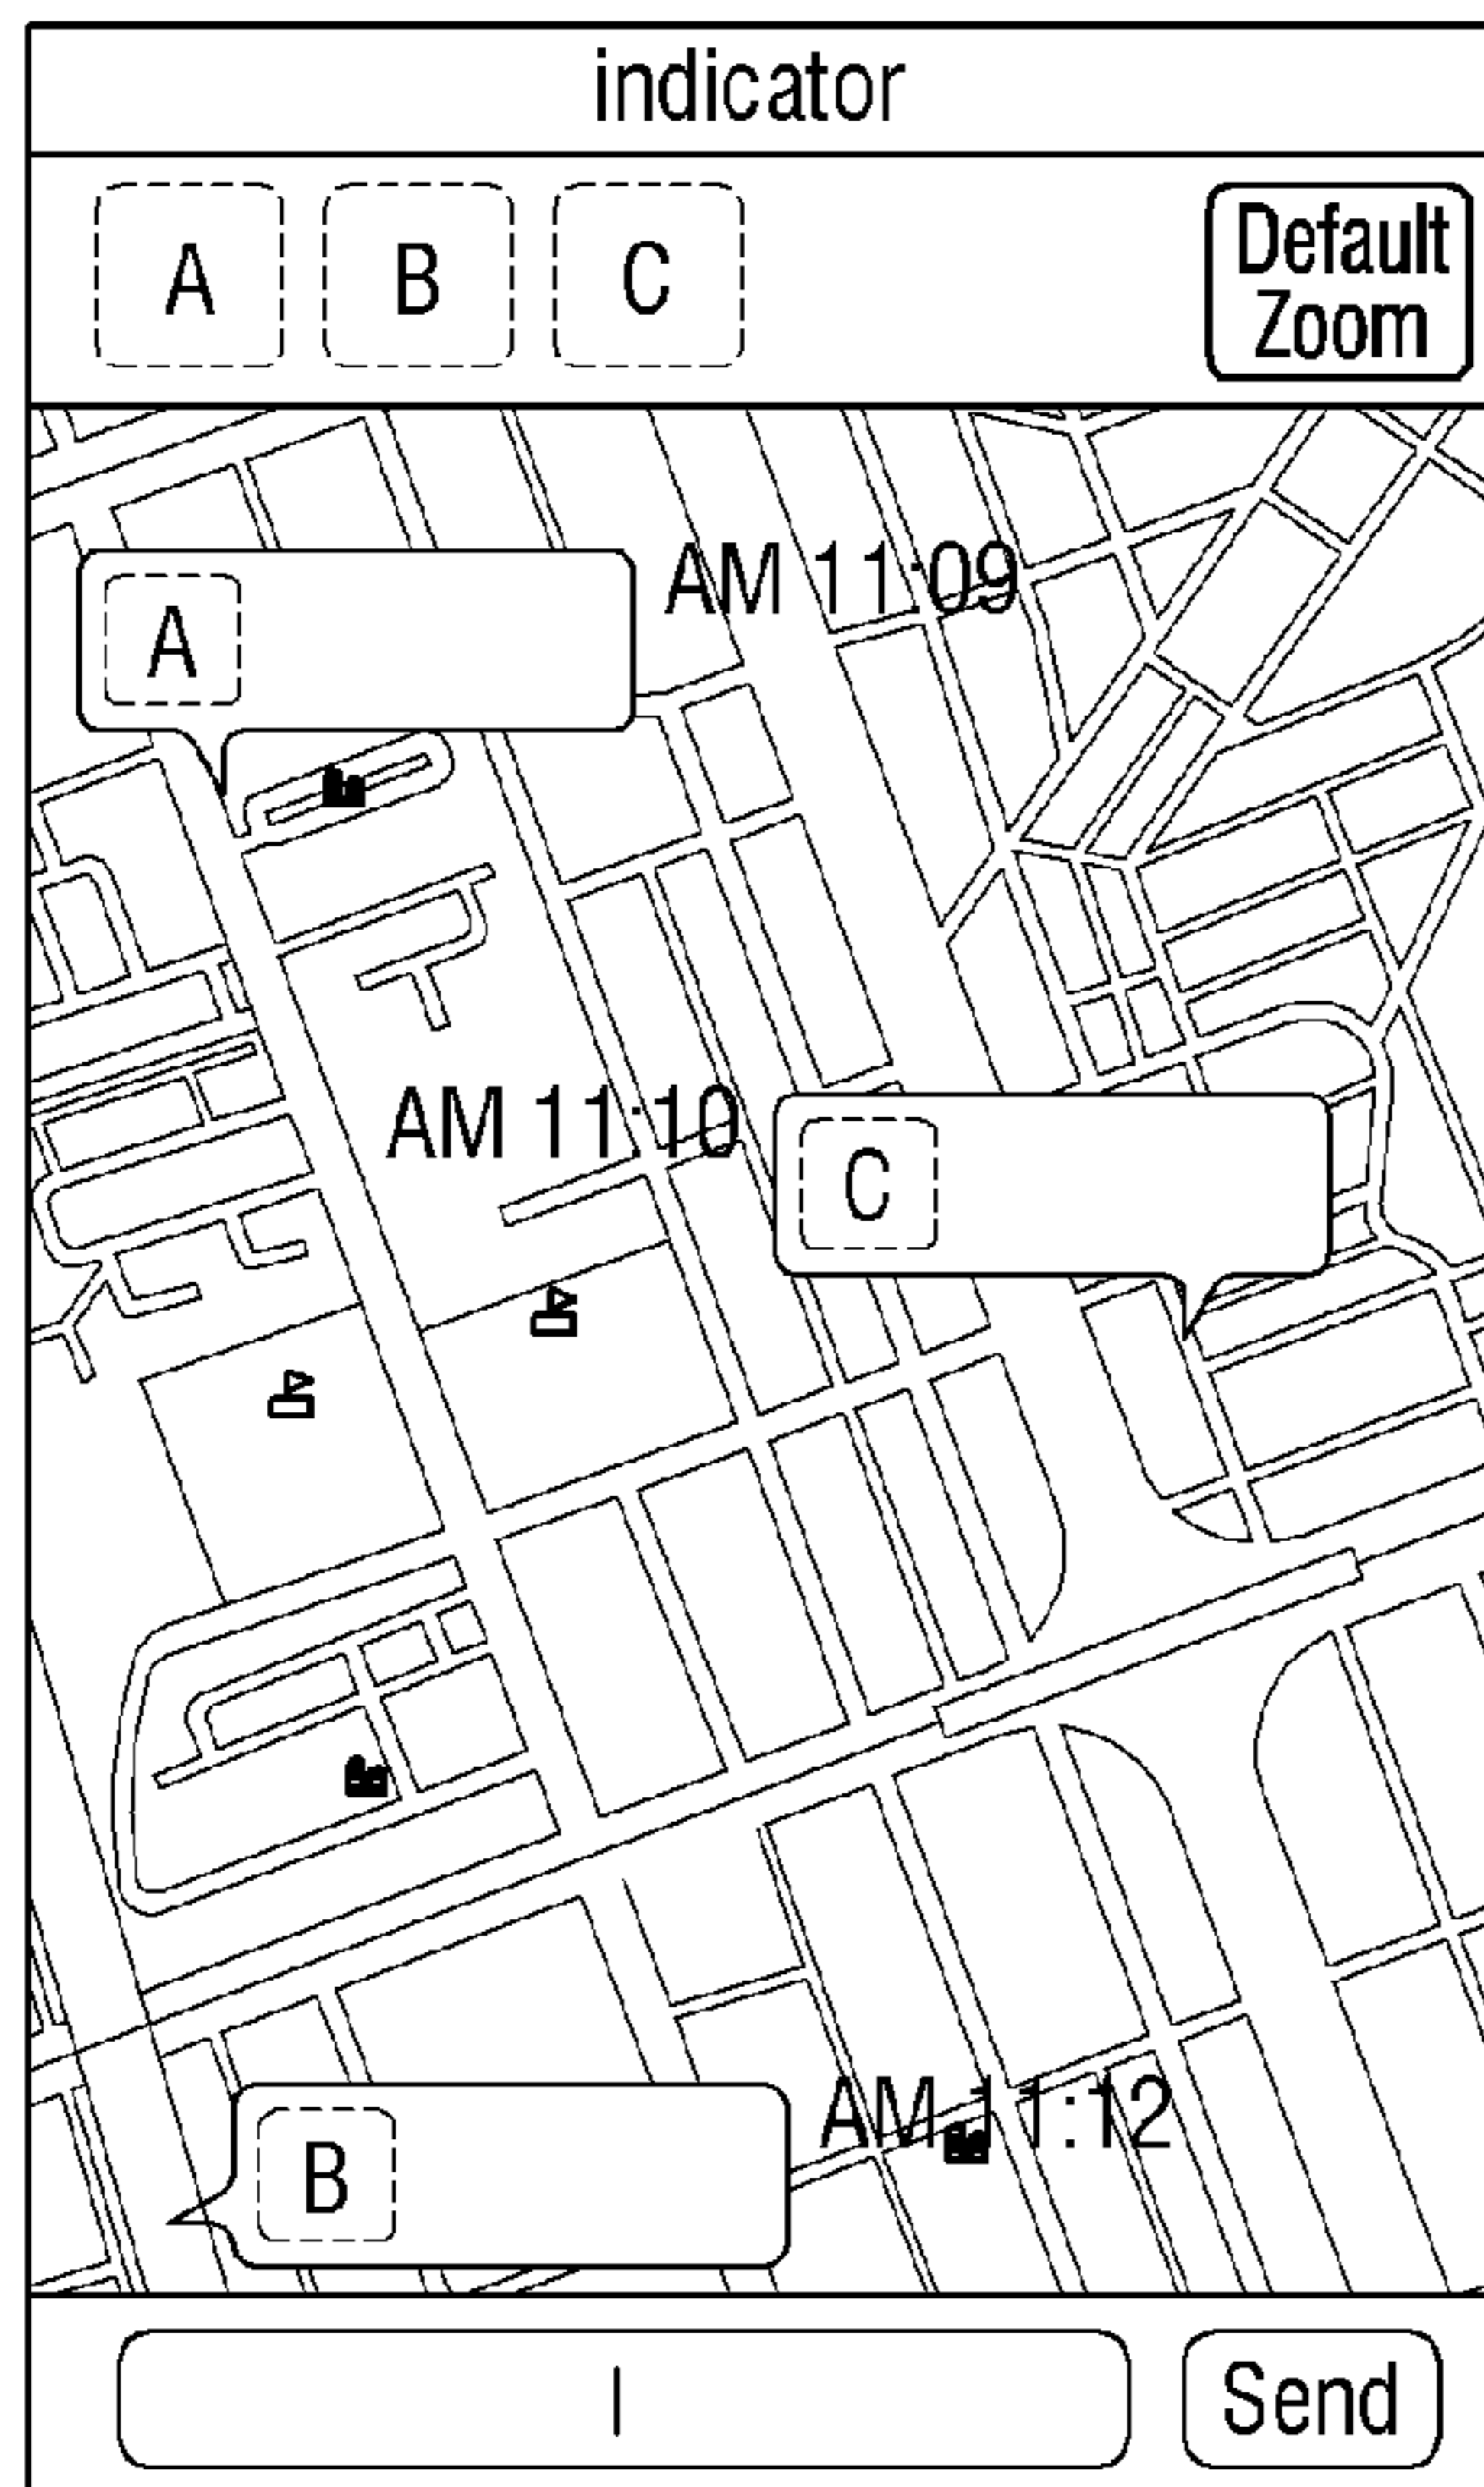 indicator
A B C
Default
Zoom
AM 11:09
A
AM 11:10
C
AM 11:12
B
Send